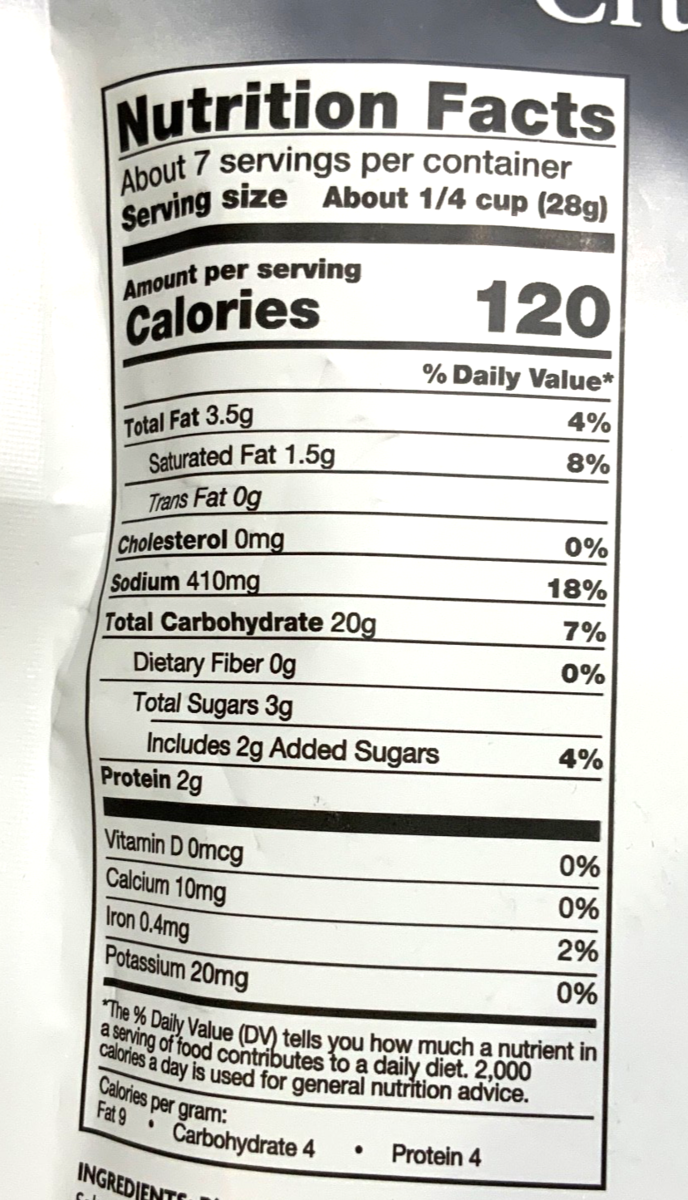 Nutrition Facts
About 7 servings per container
Serving size About 1/4 cup (28g)
Amount per serving
Calories 120
% Daily Value*
Total Fat 3.5g 4%
Saturated Fat 1.5g 8%
Trans Fat 0g
Cholesterol 0mg 0%
Sodium 410mg 18%
Total Carbohydrate 20g 7%
Dietary Fiber 0g 0%
Total Sugars 3g
Includes 2g Added Sugars 4%
Protein 2g
Vitamin D 0mcg 0%
Calcium 10mg 0%
Iron 0.4mg 2%
Potassium 20mg 0%
*The % Daily Value (DV) tells you how much a nutrient in
a serving of food contributes to a daily diet. 2,000
calories a day is used for general nutrition advice.
Calories per gram:
Fat 9 • Carbohydrate 4 • Protein 4
INGREDIENTS